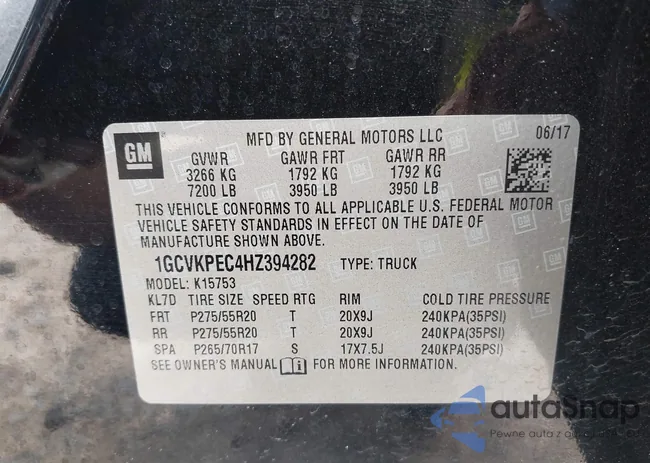 GM
MFD BY GENERAL MOTORS LLC 06/17
GVWR GAWR FRT GAWR RR
3266 KG 1792 KG 1792 KG
7200 LB 3950 LB 3950 LB
THIS VEHICLE CONFORMS TO ALL APPLICABLE U.S. FEDERAL MOTOR
VEHICLE SAFETY STANDARDS IN EFFECT ON THE DATE OF
MANUFACTURE SHOWN ABOVE.
1GCVKPEC4HZ394282 TYPE: TRUCK
MODEL: K15753
KL7D TIRE SIZE SPEED RTG RIM COLD TIRE PRESSURE
FRT P275/55R20 T 20X9J 240KPA(35PSI)
RR P275/55R20 T 20X9J 240KPA(35PSI)
SPA P265/70R17 S 17X7.5J 240KPA(35PSI)
SEE OWNER'S MANUAL FOR MORE INFORMATION.
autoSnap
Pewne auto z aukcji